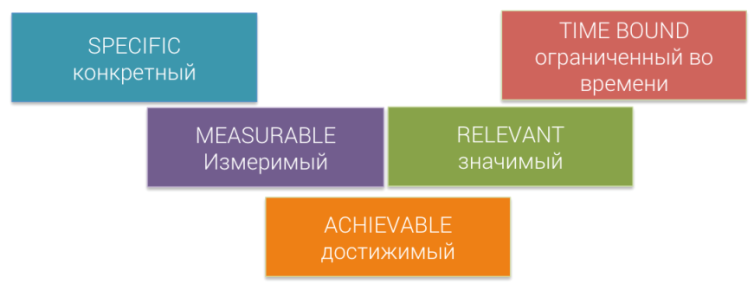 SPECIFIC
конкретный
TIME BOUND
ограниченный во
времени
MEASURABLE
Измеримый
RELEVANT
значимый
ACHIEVABLE
достижимый